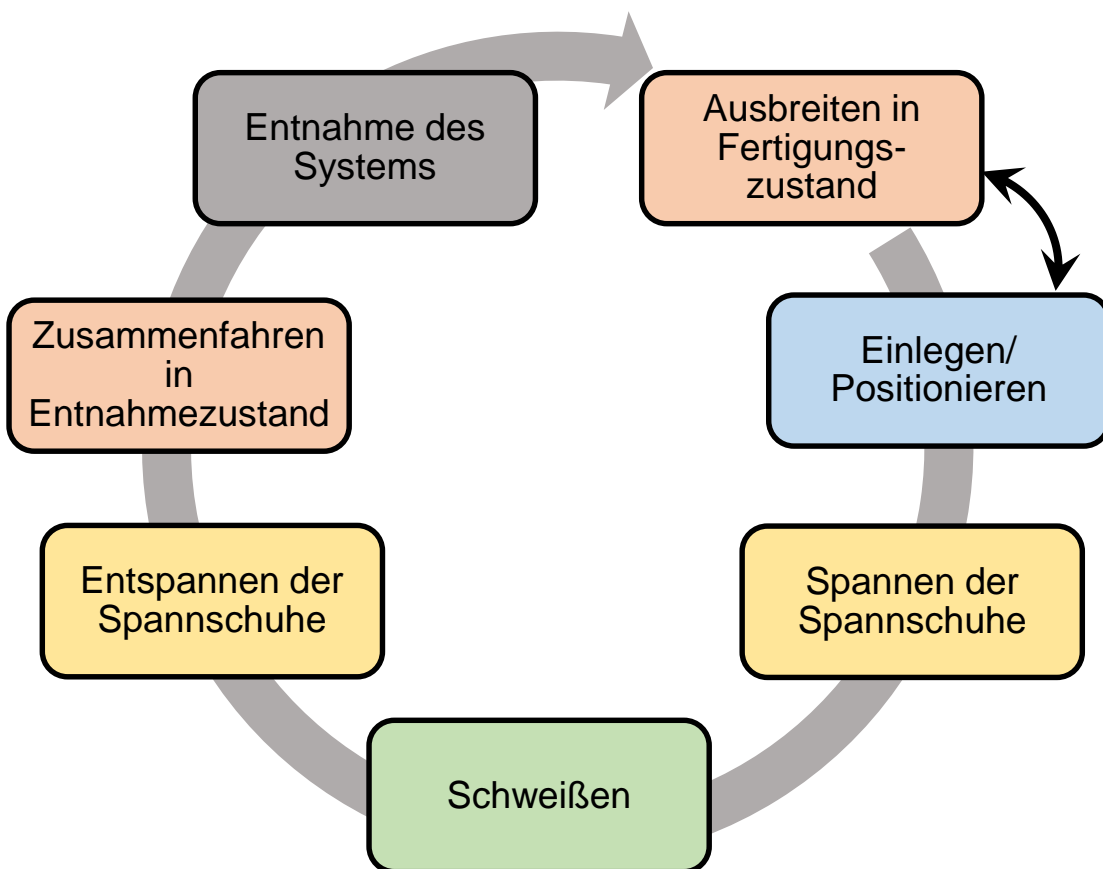 Entnahme des
Systems
Ausbreiten in
Fertigungs-
zustand
Zusammenfahren
in
Entnahmezustand
Einlegen/
Positionieren
Entspannen der
Spannschuhe
Spannen der
Spannschuhe
Schweißen